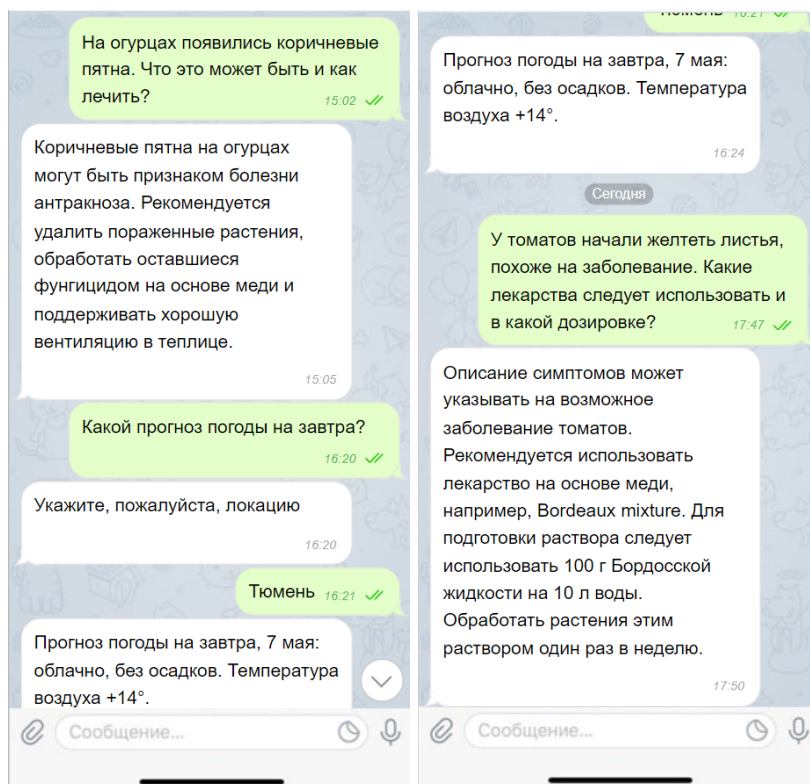 На огурцах появились коричневые
пятна. Что это может быть и как
лечить?
15:02
Коричневые пятна на огурцах
могут быть признаком болезни
антракноза. Рекомендуется
удалить пораженные растения,
обработать оставшиеся
фунгицидом на основе меди и
поддерживать хорошую
вентиляцию в теплице.
15:05
Какой прогноз погоды на завтра?
16:20
Укажите, пожалуйста, локацию
16:20
Тюмень 16:21
Прогноз погоды на завтра, 7 мая:
облачно, без осадков. Температура
воздуха +14°.
Сообщение...
Тюмень 16:21
Прогноз погоды на завтра, 7 мая:
облачно, без осадков. Температура
воздуха +14°.
16:24
Сегодня
У томатов начали желтеть листья,
похоже на заболевание. Какие
лекарства следует использовать и
в какой дозировке?
17:47
Описание симптомов может
указывать на возможное
заболевание томатов.
Рекомендуется использовать
лекарство на основе меди,
например, Bordeaux mixture. Для
подготовки раствора следует
использовать 100 г Бордосской
жидкости на 10 л воды.
Обработать растения этим
раствором один раз в неделю.
17:50
Сообщение...